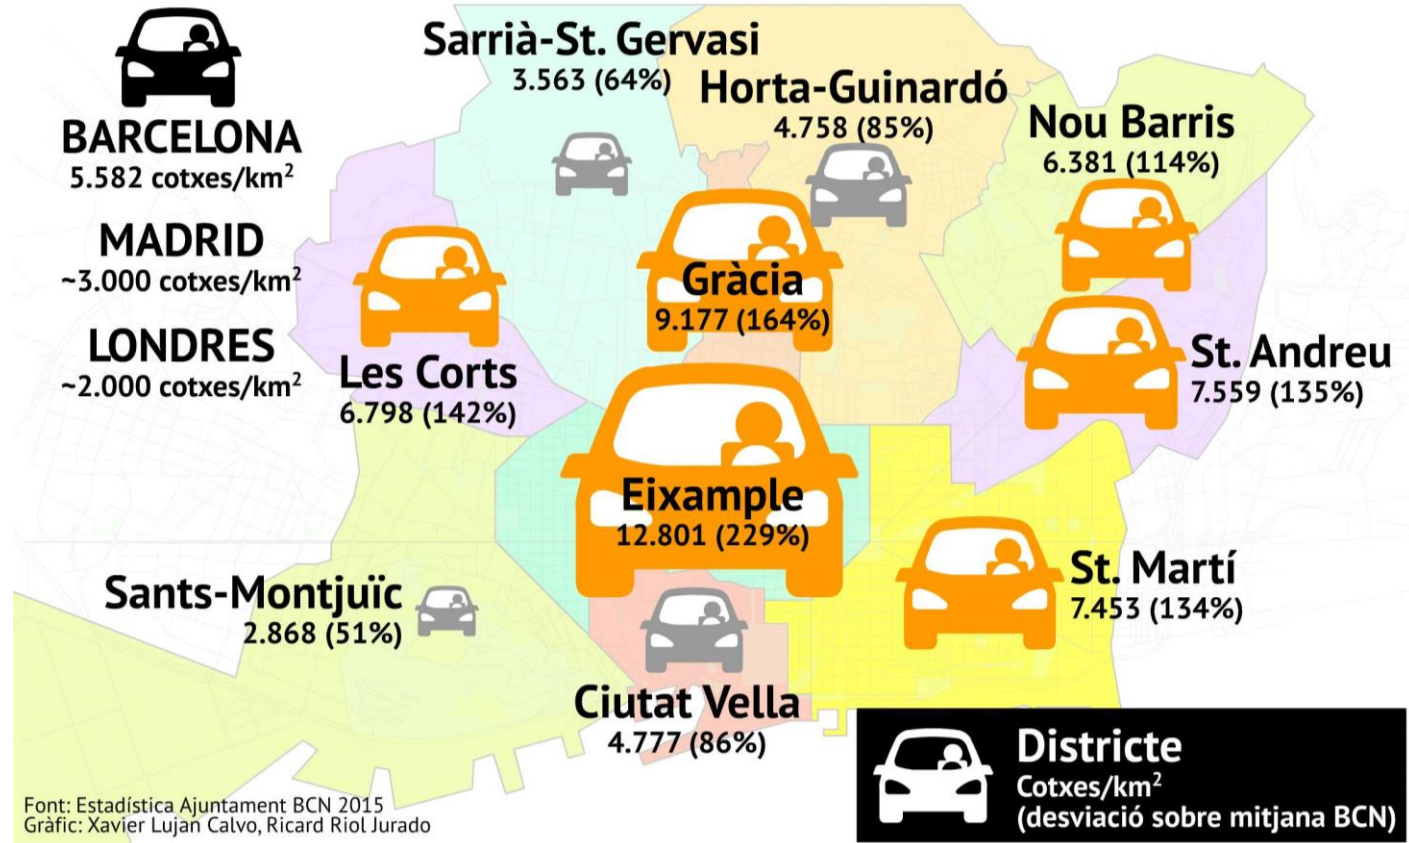 BARCELONA
5.582 cotxes/km²
MADRID
~3.000 cotxes/km²
LONDRES
~2.000 cotxes/km²
Sarrià-St. Gervasi
3.563 (64%)
Horta-Guinardó
4.758 (85%)
Nou Barris
6.381 (114%)
Gràcia
9.177 (164%)
Les Corts
6.798 (142%)
St. Andreu
7.559 (135%)
Eixample
12.801 (229%)
St. Martí
7.453 (134%)
Sants-Montjuïc
2.868 (51%)
Ciutat Vella
4.777 (86%)
Districte
Cotxes/km²
(desviació sobre mitjana BCN)
Font: Estadística Ajuntament BCN 2015
Gràfic: Xavier Lujan Calvo, Ricard Riol Jurado